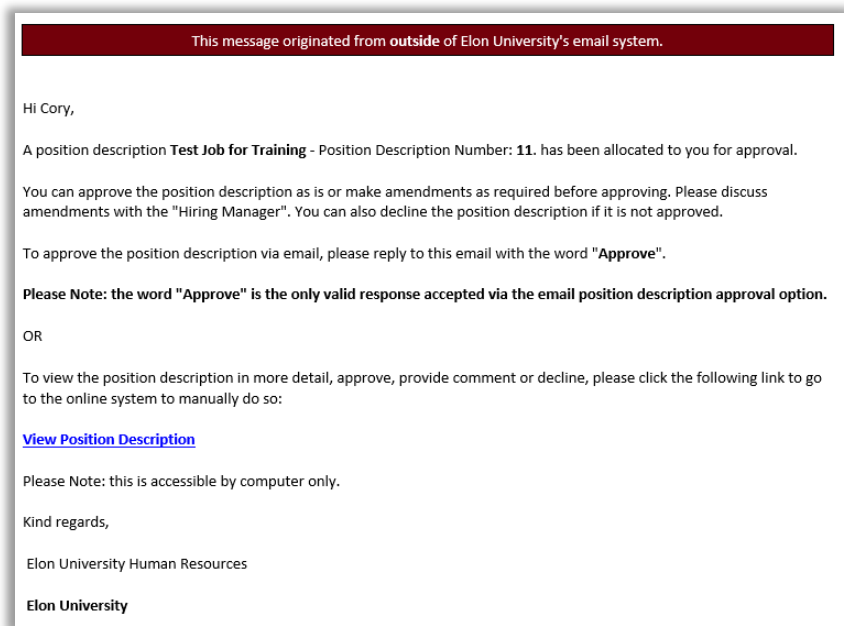 This message originated from outside of Elon University's email system.
Hi Cory,
A position description Test Job for Training - Position Description Number: 11. has been allocated to you for approval.
You can approve the position description as is or make amendments as required before approving. Please discuss
amendments with the "Hiring Manager". You can also decline the position description if it is not approved.
To approve the position description via email, please reply to this email with the word "Approve".
Please Note: the word "Approve" is the only valid response accepted via the email position description approval option.
OR
To view the position description in more detail, approve, provide comment or decline, please click the following link to go
to the online system to manually do so:
View Position Description
Please Note: this is accessible by computer only.
Kind regards,
Elon University Human Resources
Elon University